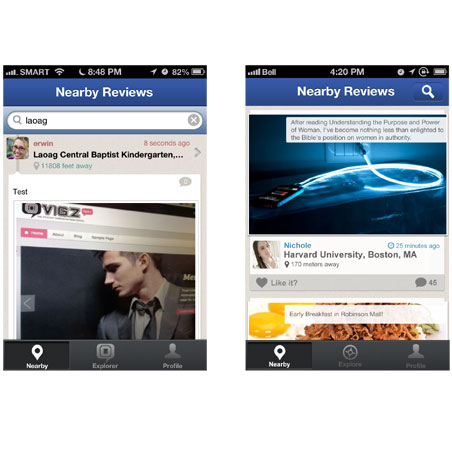 SMART 8:48 PM 82%
Nearby Reviews
laoag
erwin 8 seconds ago
Laoag Central Baptist Kindergarten,...
11808 feet away
0
Test
Home About Blog Sample Page
Nearby Explorer Profile
Bell 4:20 PM
Nearby Reviews
After reading Understanding the Purpose and Power
of Woman, I've become nothing less than enlighted to
the Bible's position on women in authority.
Nichole 25 minutes ago
Harvard University, Boston, MA
170 meters away
Like it? 45
Early Breakfast in Robinson Mall!
Nearby Explore Profile